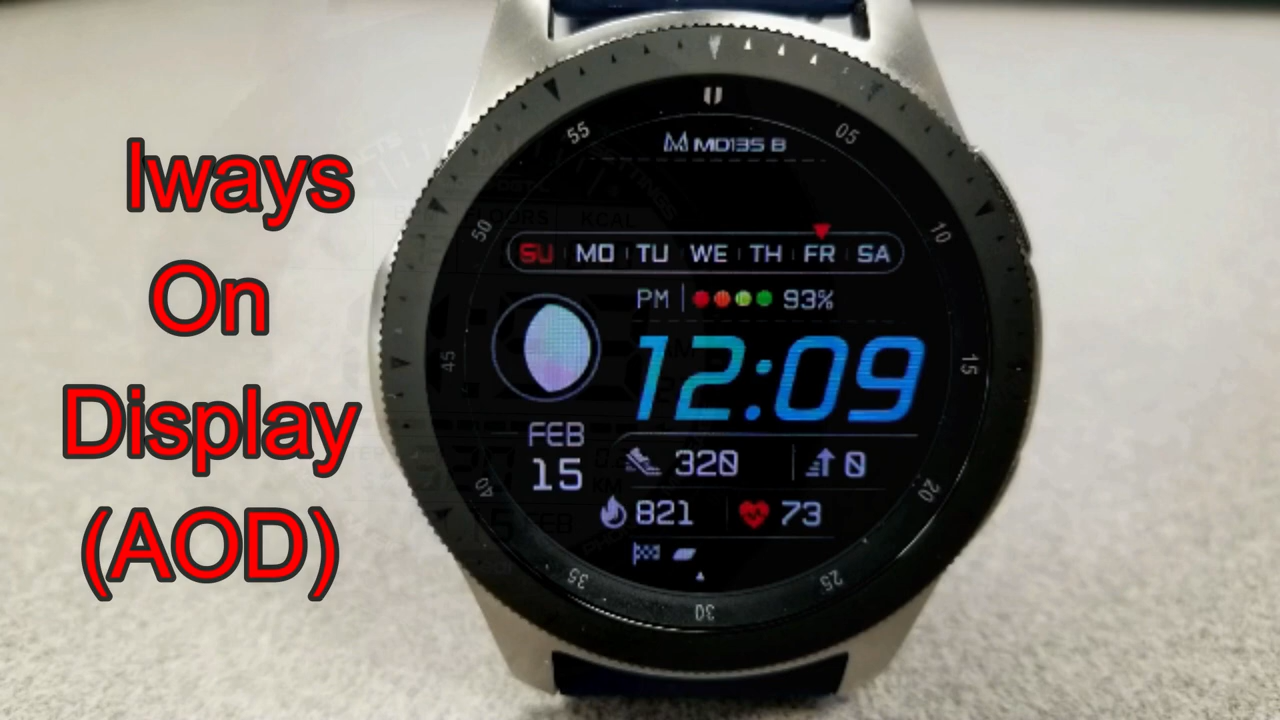 lways
On
Display
(AOD)
55
05
MD135 B
50
10
SU MO TU WE TH FR SA
PM 93%
12:09
45
15
FEB
15
320 0
40
20
821 73
35
25
30
KCAL